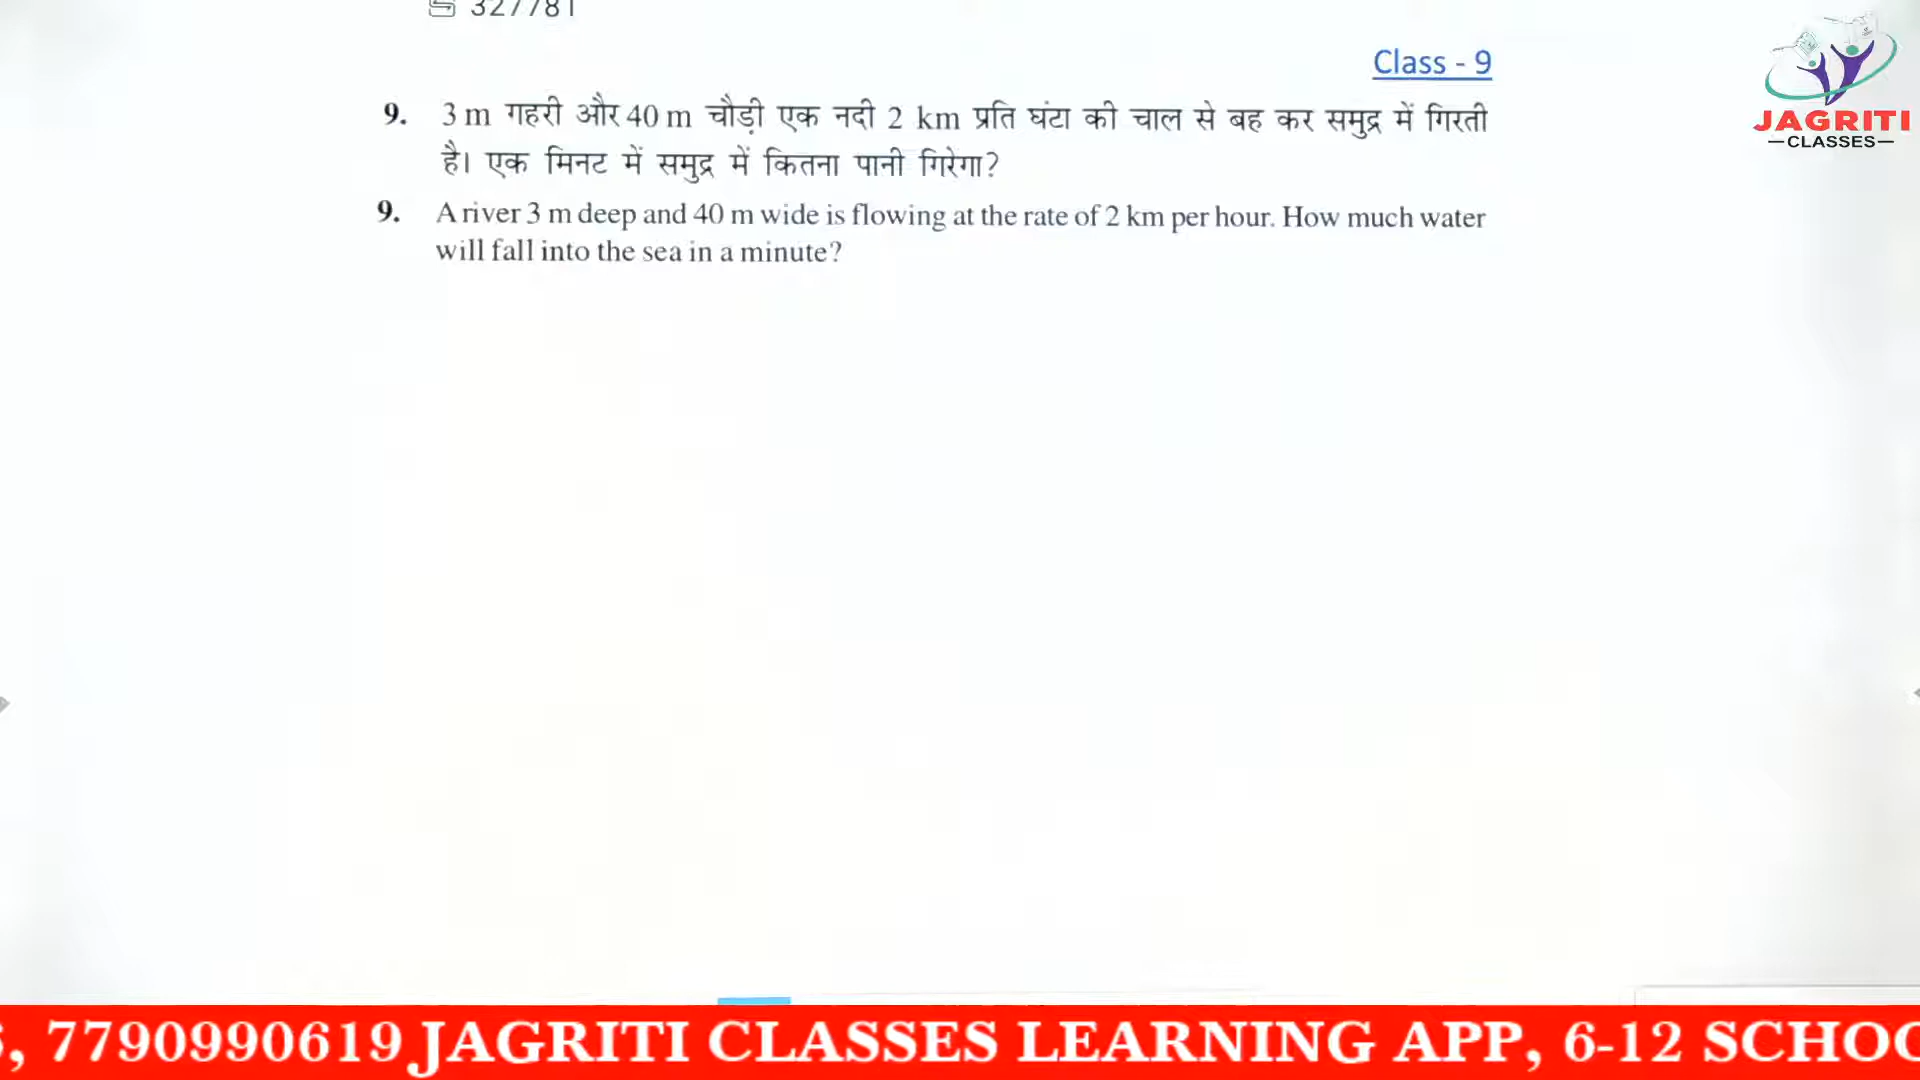 327781
Class - 9
JAGRITI
—CLASSES—
9. 3 m गहरी और 40 m चौड़ी एक नदी 2 km प्रति घंटा की चाल से बह कर समुद्र में गिरती
है। एक मिनट में समुद्र में कितना पानी गिरेगा?
9. A river 3 m deep and 40 m wide is flowing at the rate of 2 km per hour. How much water
will fall into the sea in a minute?
, 7790990619 JAGRITI CLASSES LEARNING APP, 6-12 SCHOO